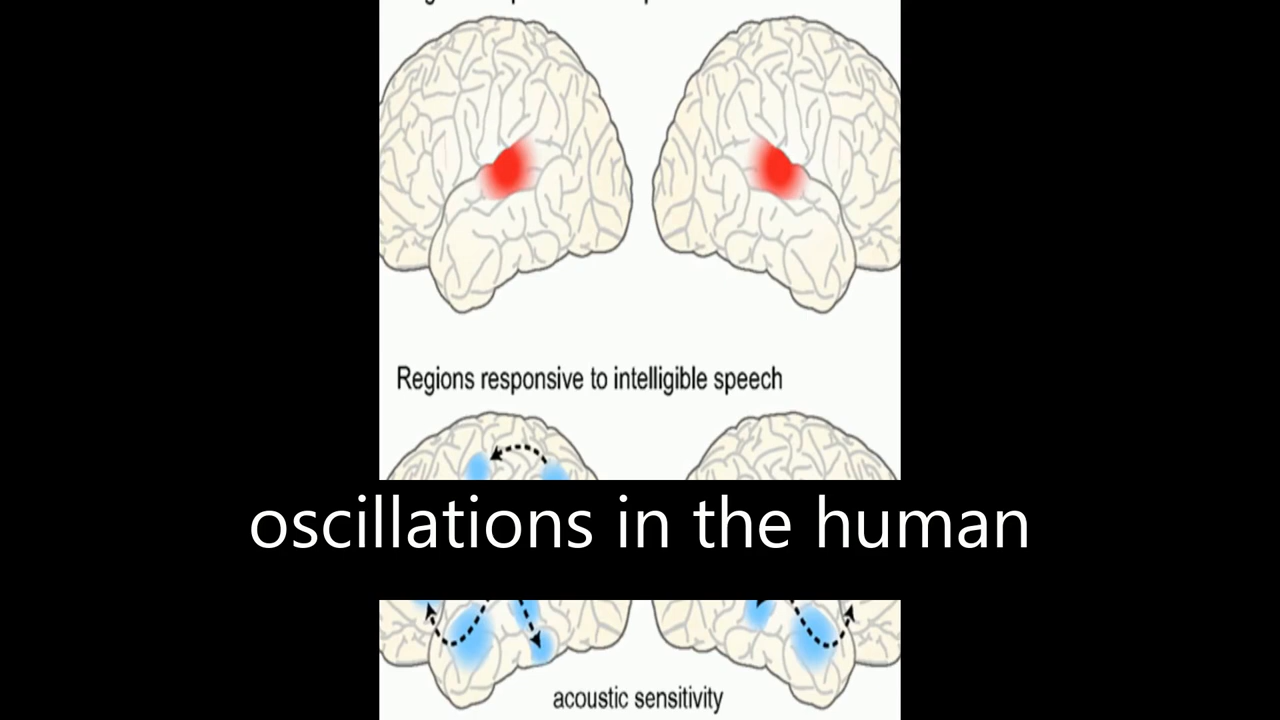 Regions responsive to intelligible speech
oscillations in the human
acoustic sensitivity